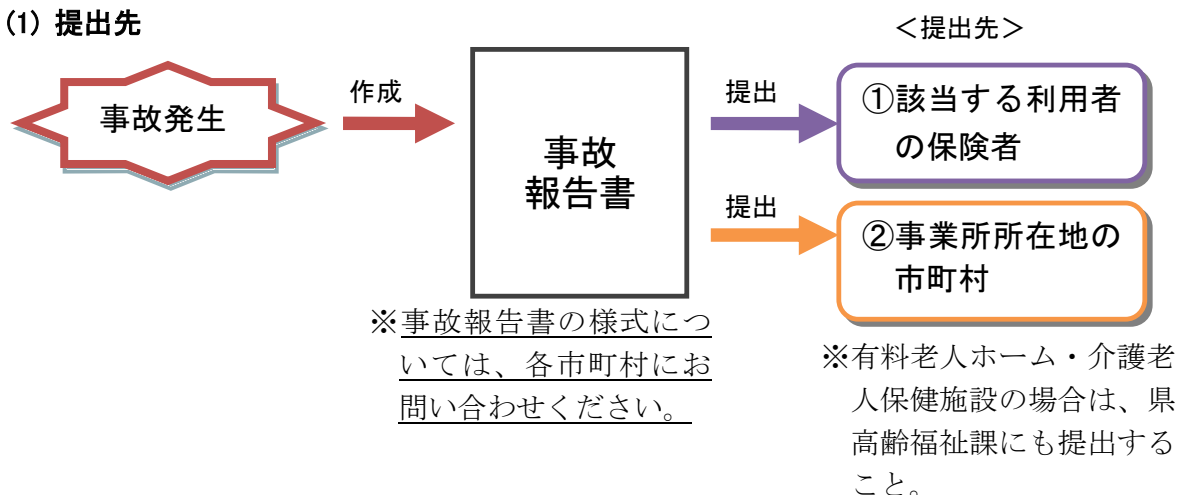 (1) 提出先
＜提出先＞
事故発生
作成
事故
報告書
提出
①該当する利用者
の保険者
提出
②事業所所在地の
市町村
※事故報告書の様式につ
いては、各市町村にお
問い合わせください。
※有料老人ホーム・介護老
人保健施設の場合は、県
高齢福祉課にも提出する
こと。